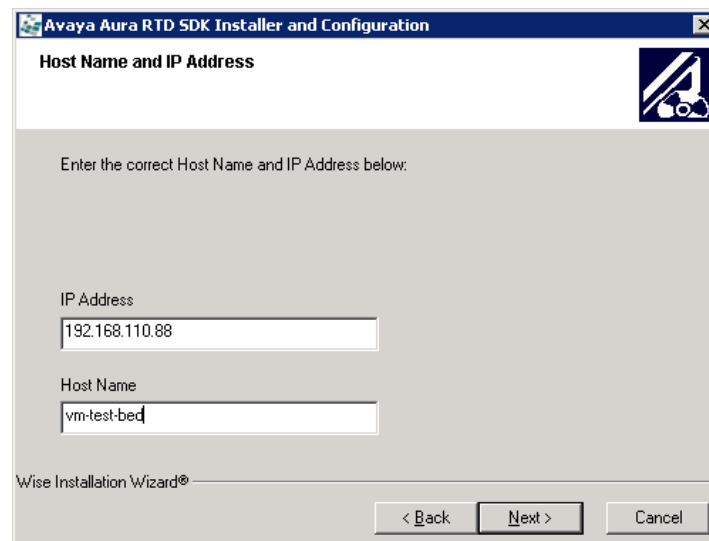 Avaya Aura RTD SDK Installer and Configuration
Host Name and IP Address
Enter the correct Host Name and IP Address below:
IP Address
192.168.110.88
Host Name
vm-test-bed
Wise Installation Wizard®
< Back Next > Cancel